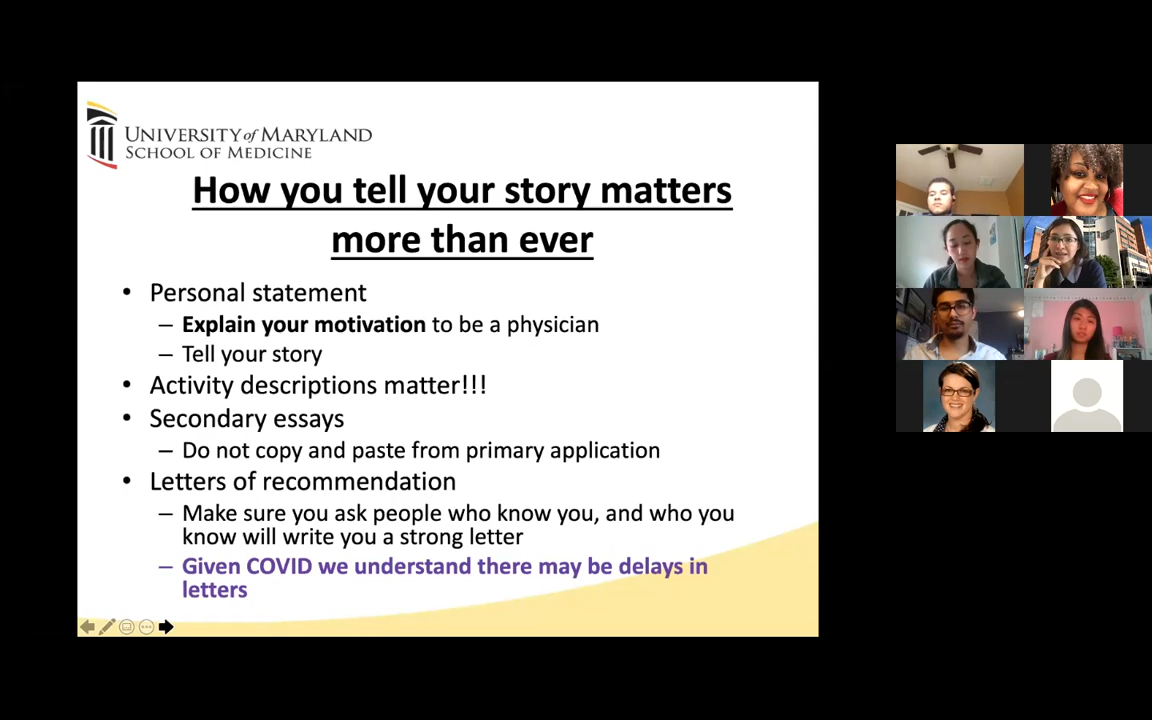 UNIVERSITY of MARYLAND
SCHOOL OF MEDICINE
How you tell your story matters
more than ever
• Personal statement
– Explain your motivation to be a physician
– Tell your story
• Activity descriptions matter!!!
• Secondary essays
– Do not copy and paste from primary application
• Letters of recommendation
– Make sure you ask people who know you, and who you
know will write you a strong letter
– Given COVID we understand there may be delays in
letters